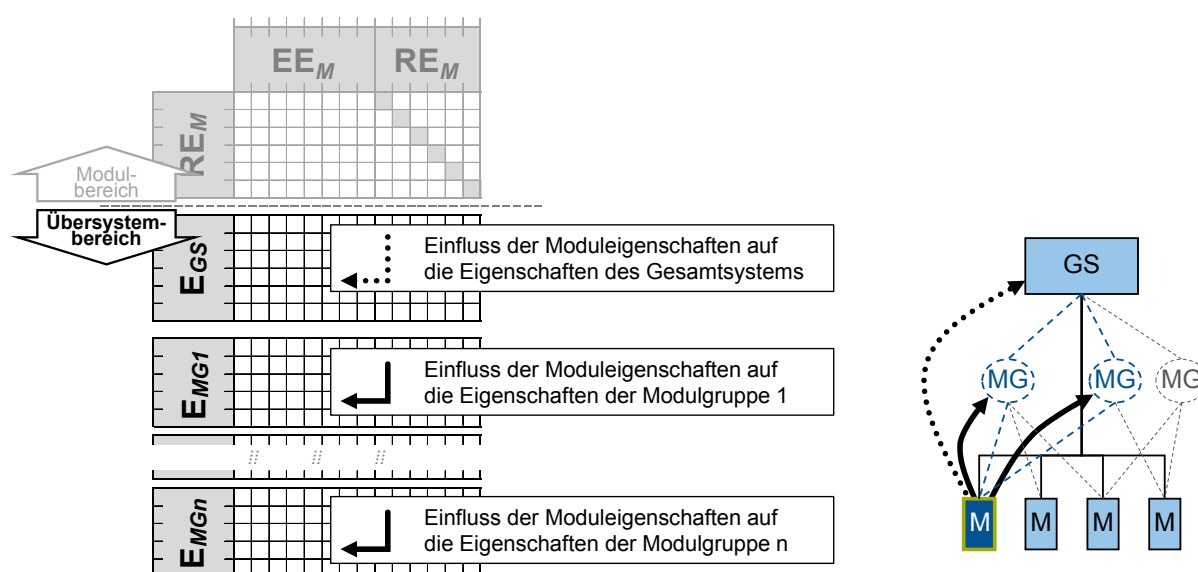 EE_M
RE_M
RE_M
Modul-
bereich
Übersystem-
bereich
E_GS
Einfluss der Moduleigenschaften auf
die Eigenschaften des Gesamtsystems
E_MG1
Einfluss der Moduleigenschaften auf
die Eigenschaften der Modulgruppe 1
E_MGn
Einfluss der Moduleigenschaften auf
die Eigenschaften der Modulgruppe n
GS
MG
MG
MG
M
M
M
M